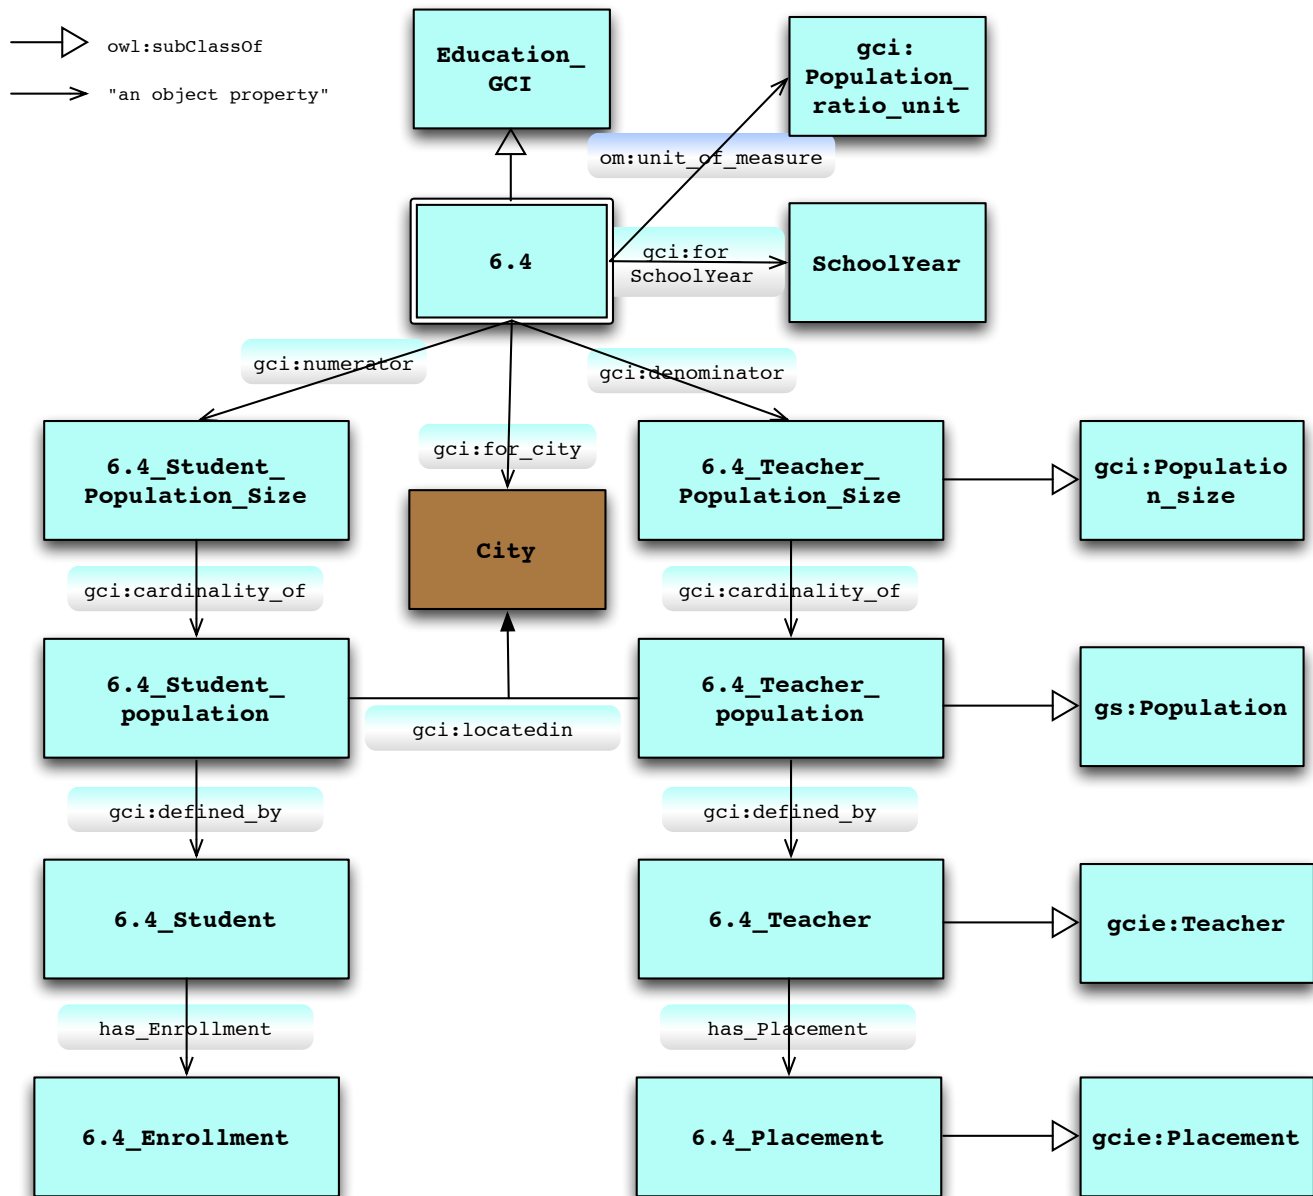 owl:subClassOf
"an object property"
Education_
GCI
gci:
Population_
ratio_unit
om:unit_of_measure
6.4
gci:for
SchoolYear
SchoolYear
gci:numerator
gci:denominator
gci:for_city
6.4_Student_
Population_Size
City
6.4_Teacher_
Population_Size
gci:Populatio
n_size
gci:cardinality_of
gci:cardinality_of
6.4_Student_
population
gci:locatedin
6.4_Teacher_
population
gs:Population
gci:defined_by
gci:defined_by
6.4_Student
6.4_Teacher
gcie:Teacher
has_Enrollment
has_Placement
6.4_Enrollment
6.4_Placement
gcie:Placement